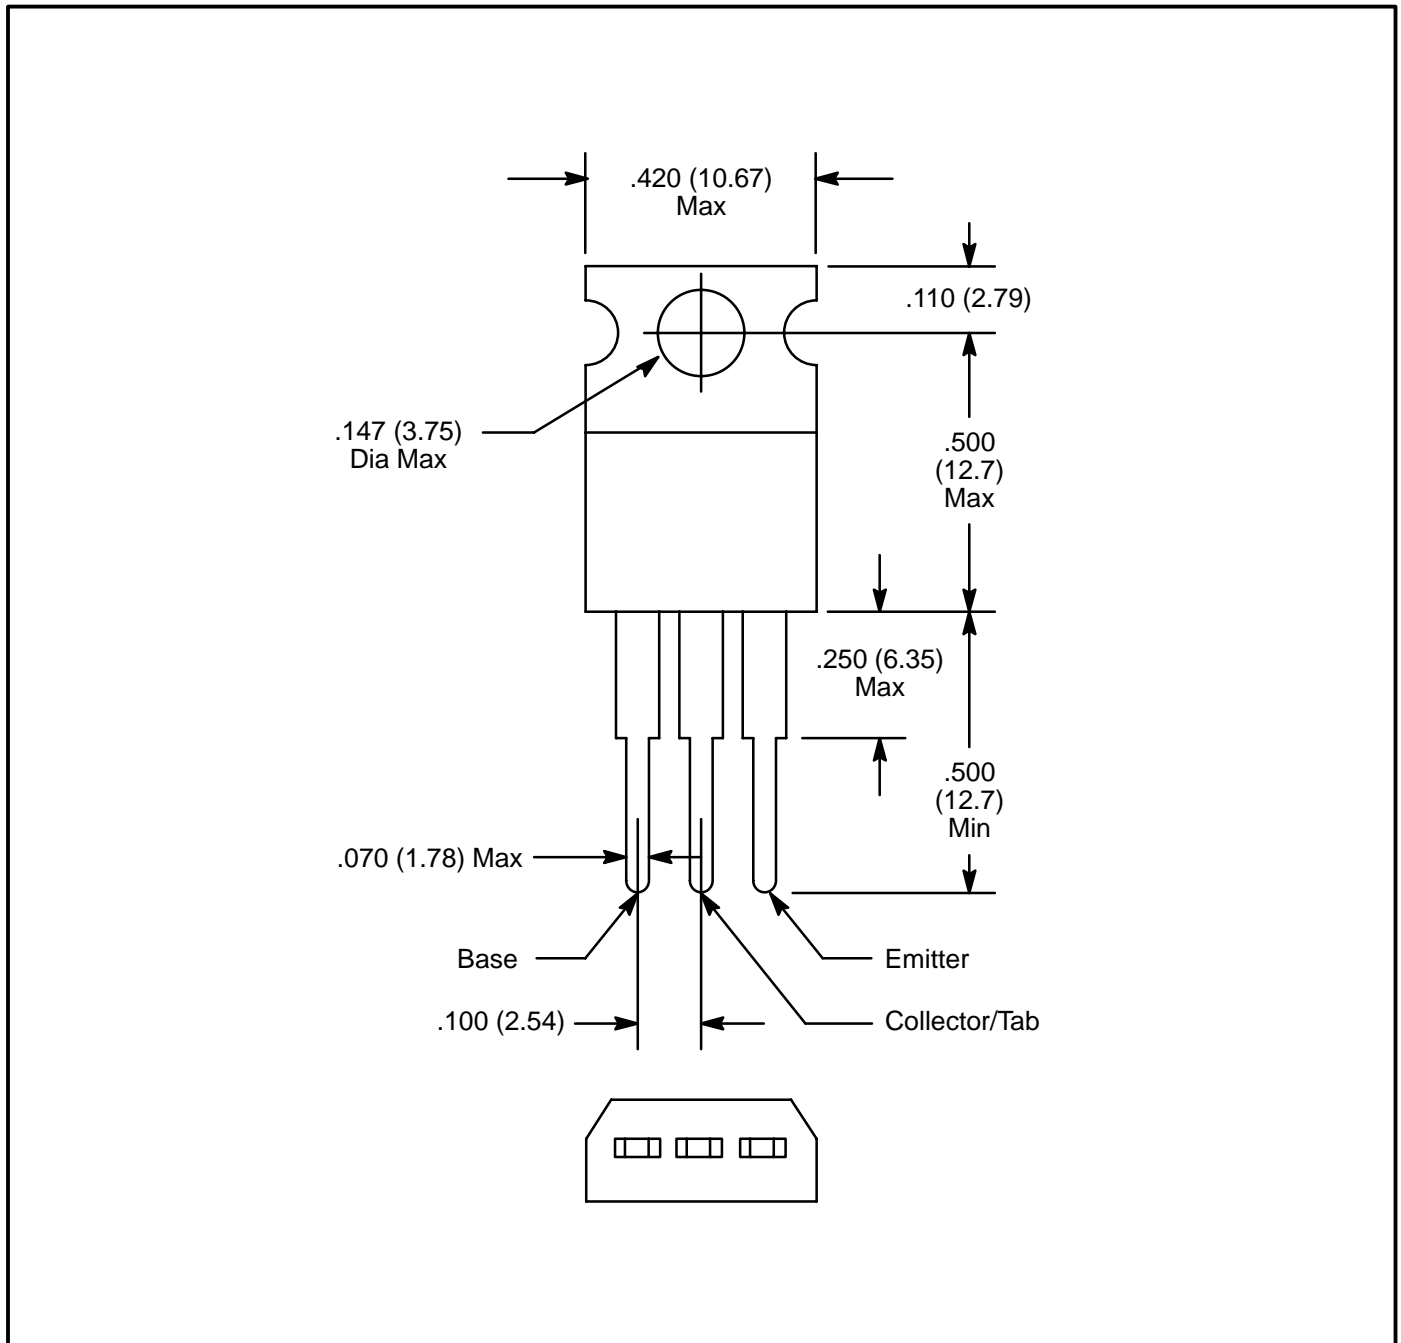 .420 (10.67)
Max
.110 (2.79)
.147 (3.75)
Dia Max
.500
(12.7)
Max
.250 (6.35)
Max
.500
(12.7)
Min
.070 (1.78) Max
Base
Emitter
.100 (2.54)
Collector/Tab